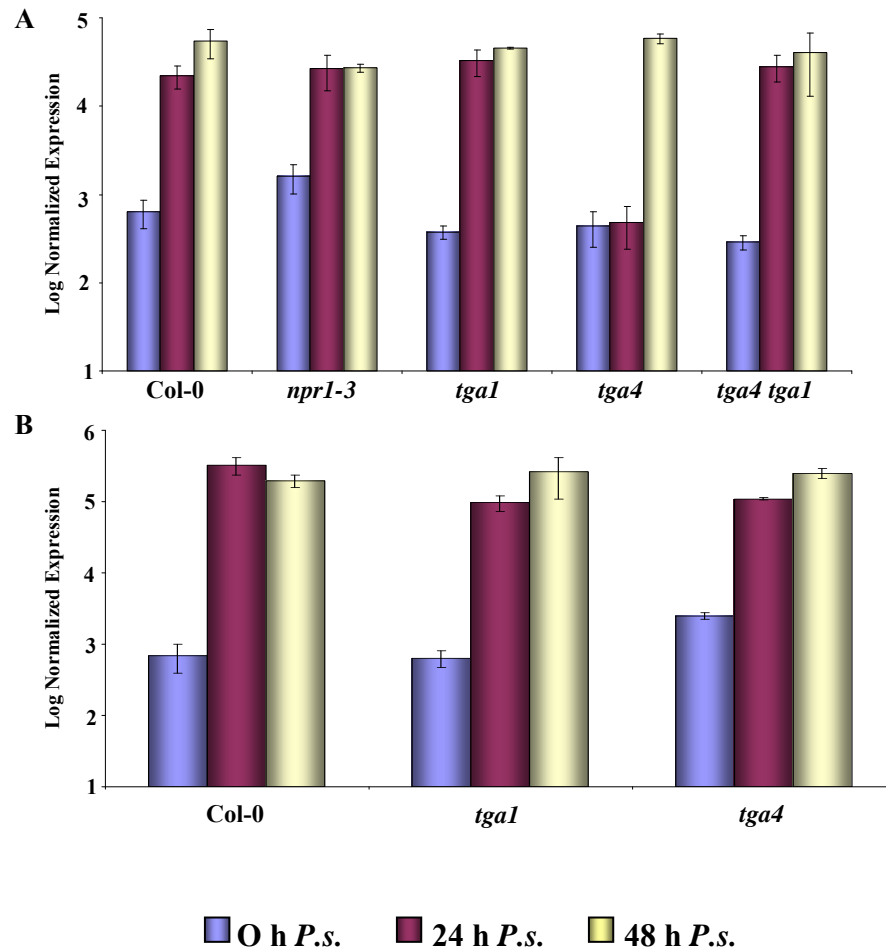 A
5
4
3
2
1
Log Normalized Expression
Col-0 npr1-3 tga1 tga4 tga4 tga1
B
6
5
4
3
2
1
Log Normalized Expression
Col-0 tga1 tga4
O h P.s. 24 h P.s. 48 h P.s.